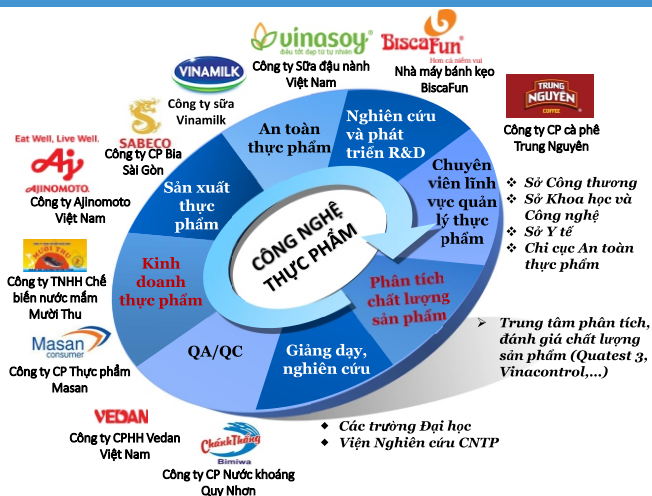 vinasoy
điều tốt đẹp từ tự nhiên
Công ty Sữa đậu nành
Việt Nam
BISCAFUN
Hơn cả niềm vui
Nhà máy bánh kẹo
BiscaFun
VINAMILK
Công ty sữa
Vinamilk
TRUNG
NGUYÊN
COFFEE
Công ty CP cà phê
Trung Nguyên
SABECO
Công ty CP Bia
Sài Gòn
Eat Well, Live Well.
AJINOMOTO
Công ty Ajinomoto
Việt Nam
MƯỜI THU
Công ty TNHH Chế
biến nước mắm
Mười Thu
Masan
consumer
Công ty CP Thực phẩm
Masan
VEDAN
Công ty CPHH Vedan
Việt Nam
Chánh Thắng
Bimiwa
Công ty CP Nước khoáng
Quy Nhơn
An toàn
thực phẩm
Nghiên cứu
và phát
triển R&D
Chuyên
viên lĩnh
vực quản
lý thực
phẩm
Phân tích
chất lượng
sản phẩm
Giảng dạy,
nghiên cứu
QA/QC
Kinh
doanh
thực phẩm
Sản xuất
thực
phẩm
CÔNG NGHỆ
THỰC PHẨM
❖ Sở Công thương
❖ Sở Khoa học và
Công nghệ
❖ Sở Y tế
❖ Chi cục An toàn
thực phẩm
➢ Trung tâm phân tích,
đánh giá chất lượng
sản phẩm (Quatest 3,
Vinacontrol,...)
◆ Các trường Đại học
◆ Viện Nghiên cứu CNTP